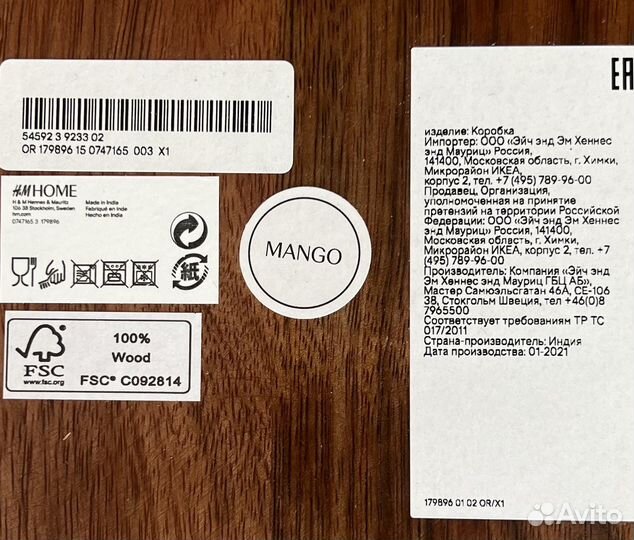 54592 3 9233 02
OR 179896 15 0747165 003 X1
H&M HOME
H & M Hennes & Mauritz
106 38 Stockholm, Sweden
hm.com
0747165.3 179896
Made in India
Fabriqué en Inde
Hecho en India
紙
FSC
www.fsc.org
100%
Wood
FSC® C092814
MANGO
EAC
изделие: Коробка
Импортер: ООО «Эйч энд Эм Хеннес
энд Мауриц» Россия,
141400, Московская область, г. Химки,
Микрорайон ИКЕА,
корпус 2, тел. +7 (495) 789-96-00
Продавец, Организация,
уполномоченная на принятие
претензий на территории Российской
Федерации: ООО «Эйч энд Эм Хеннес
энд Мауриц» Россия, 141400,
Московская область, г. Химки,
Микрорайон ИКЕА, корпус 2, тел. +7
(495) 789-96-00
Производитель: Компания «Эйч энд
Эм Хеннес энд Мауриц ГБЦ АБ»,
Мастер Самюэльсгатан 46А, СЕ-106
38, Стокгольм Швеция, тел +46(0)8
7965500
Соответствует требованиям ТР ТС
017/2011
Страна-производитель: Индия
Дата производства: 01-2021
179896 01 02 OR/X1
Avito